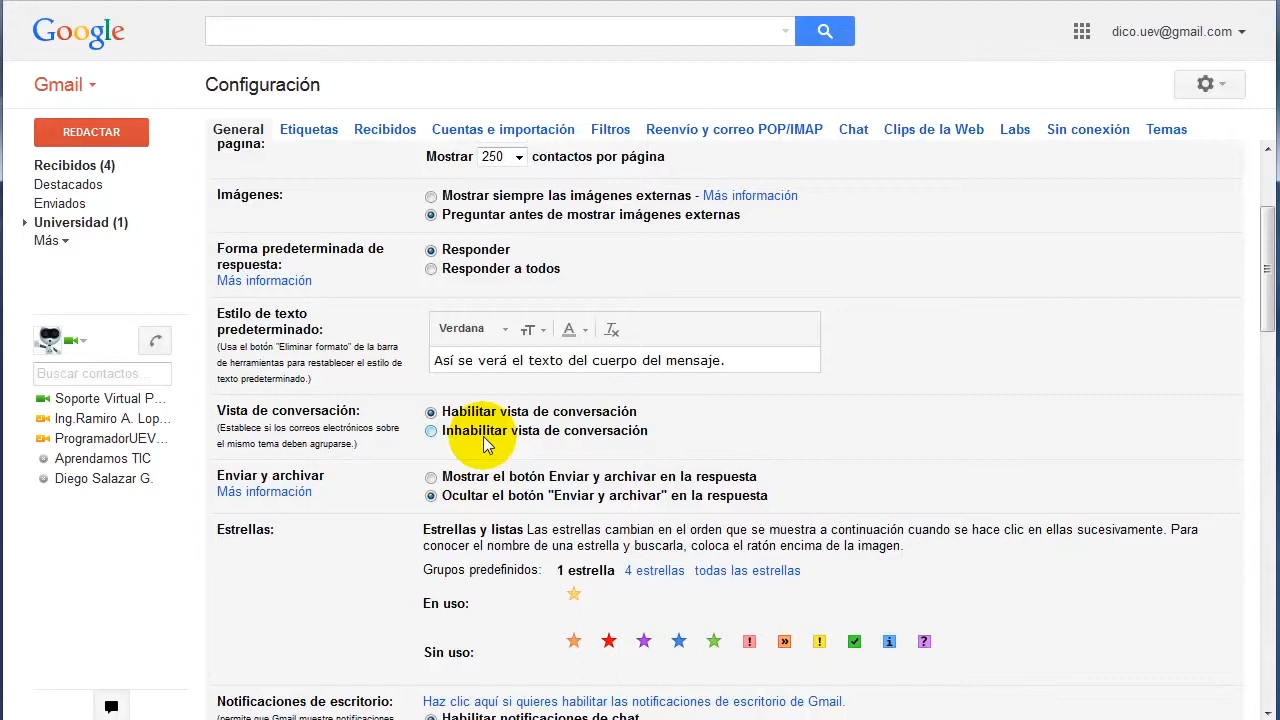 Google
dico.uev@gmail.com
Gmail
Configuración
REDACTAR
Recibidos (4)
Destacados
Enviados
Universidad (1)
Más
Buscar contactos...
Soporte Virtual P...
Ing.Ramiro A. Lop...
ProgramadorUEV...
Aprendamos TIC
Diego Salazar G.
General Etiquetas Recibidos Cuentas e importación Filtros Reenvío y correo POP/IMAP Chat Clips de la Web Labs Sin conexión Temas
página:
Mostrar 250 contactos por página
Imágenes:
Mostrar siempre las imágenes externas - Más información
Preguntar antes de mostrar imágenes externas
Forma predeterminada de
respuesta:
Más información
Responder
Responder a todos
Estilo de texto
predeterminado:
(Usa el botón "Eliminar formato" de la barra
de herramientas para restablecer el estilo de
texto predeterminado.)
Verdana
Así se verá el texto del cuerpo del mensaje.
Vista de conversación:
(Establece si los correos electrónicos sobre
el mismo tema deben agruparse.)
Habilitar vista de conversación
Inhabilitar vista de conversación
Enviar y archivar
Más información
Mostrar el botón Enviar y archivar en la respuesta
Ocultar el botón "Enviar y archivar" en la respuesta
Estrellas:
Estrellas y listas Las estrellas cambian en el orden que se muestra a continuación cuando se hace clic en ellas sucesivamente. Para
conocer el nombre de una estrella y buscarla, coloca el ratón encima de la imagen.
Grupos predefinidos: 1 estrella 4 estrellas todas las estrellas
En uso:
Sin uso:
Notificaciones de escritorio:
(permite que Gmail muestre notificaciones
Haz clic aquí si quieres habilitar las notificaciones de escritorio de Gmail.
Habilitar notificaciones de chat